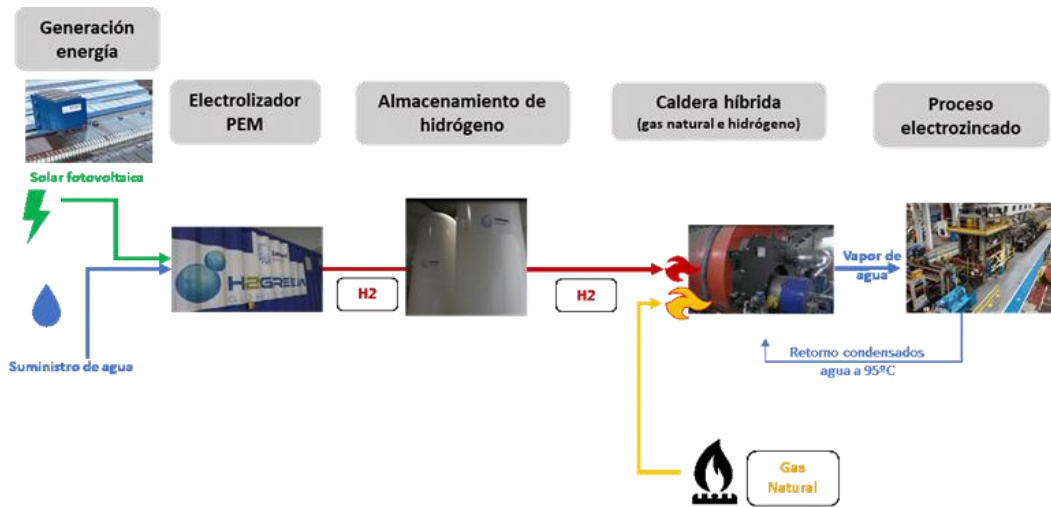 Generación
energía
Electrolizador
PEM
Almacenamiento de
hidrógeno
Caldera híbrida
(gas natural e hidrógeno)
Proceso
electrozincado
Solar fotovoltaica
H2GREEN
Vapor de
agua
H2
H2
Suministro de agua
Retorno condensados
agua a 95ºC
Gas
Natural